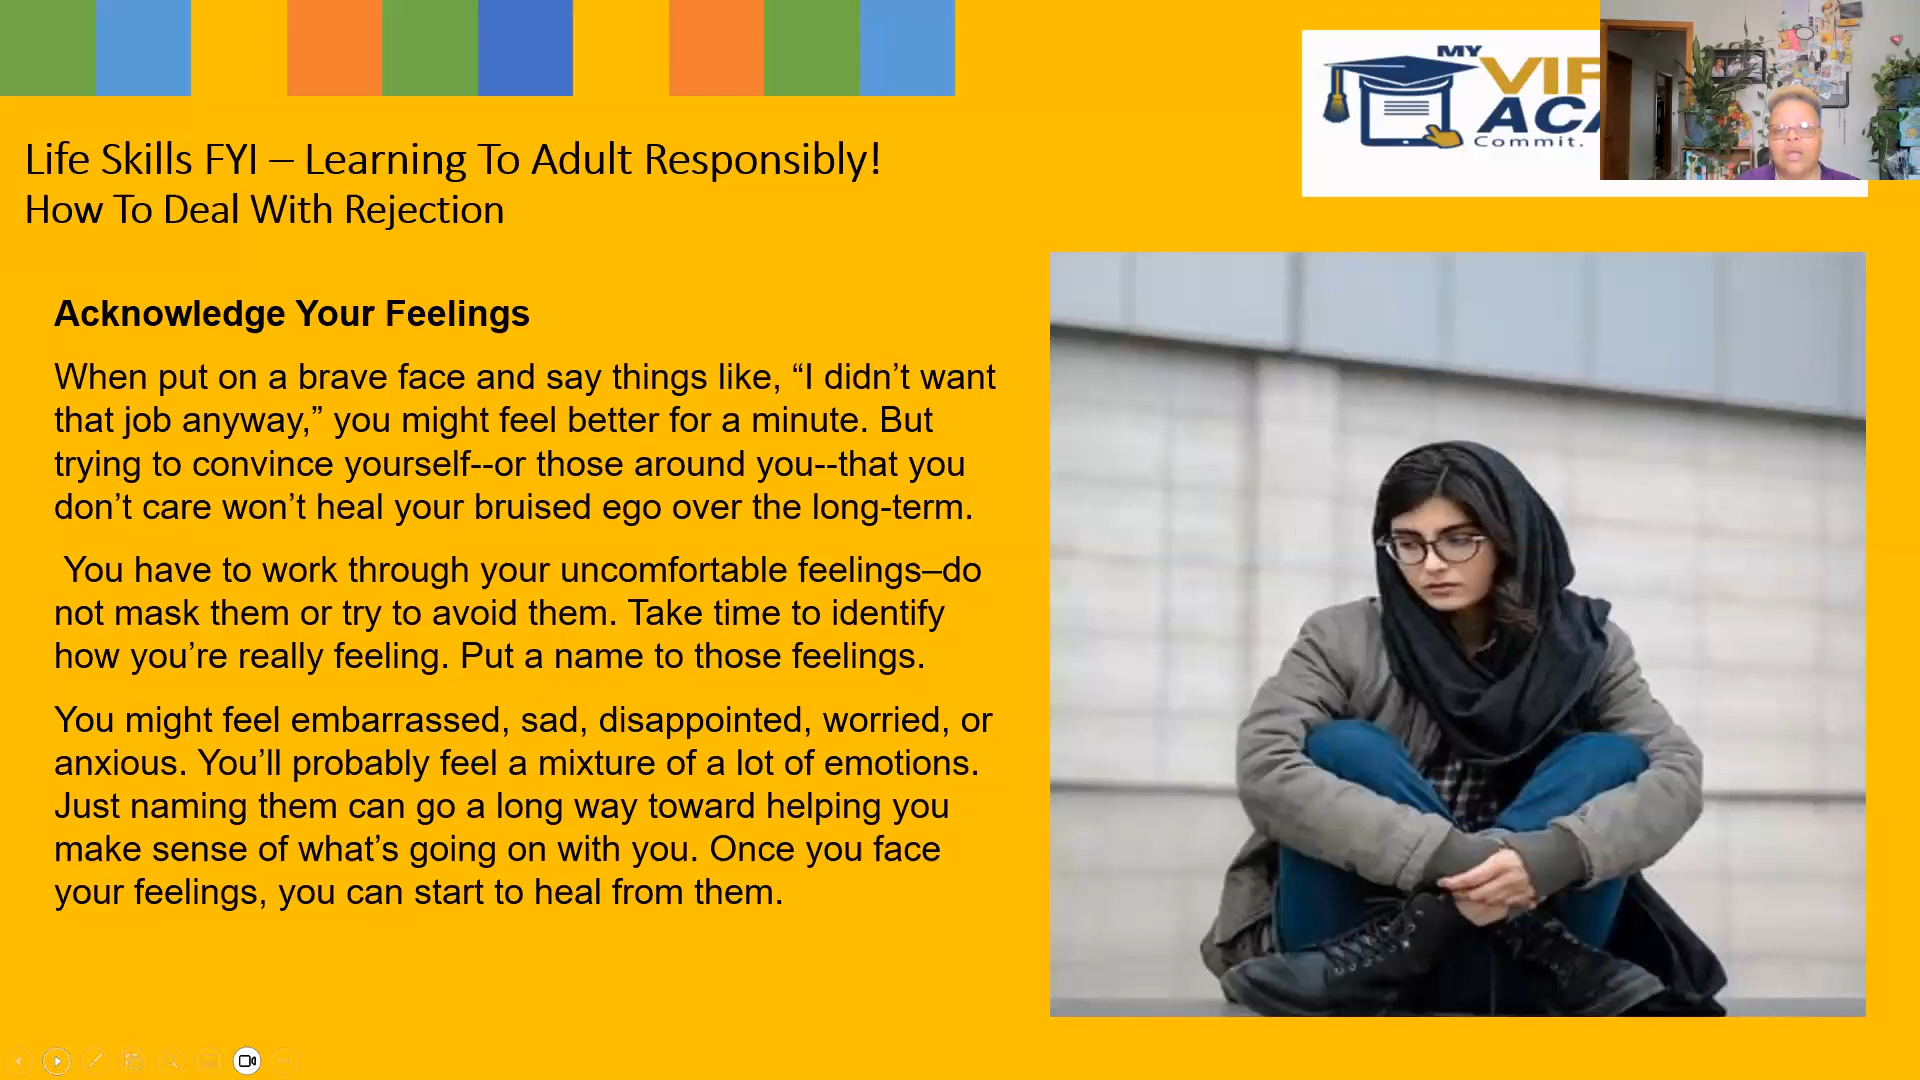 MY
ACA
Commit.
Life Skills FYI – Learning To Adult Responsibly!
How To Deal With Rejection
Acknowledge Your Feelings
When put on a brave face and say things like, “I didn’t want
that job anyway,” you might feel better for a minute. But
trying to convince yourself--or those around you--that you
don’t care won’t heal your bruised ego over the long-term.
You have to work through your uncomfortable feelings–do
not mask them or try to avoid them. Take time to identify
how you’re really feeling. Put a name to those feelings.
You might feel embarrassed, sad, disappointed, worried, or
anxious. You’ll probably feel a mixture of a lot of emotions.
Just naming them can go a long way toward helping you
make sense of what’s going on with you. Once you face
your feelings, you can start to heal from them.